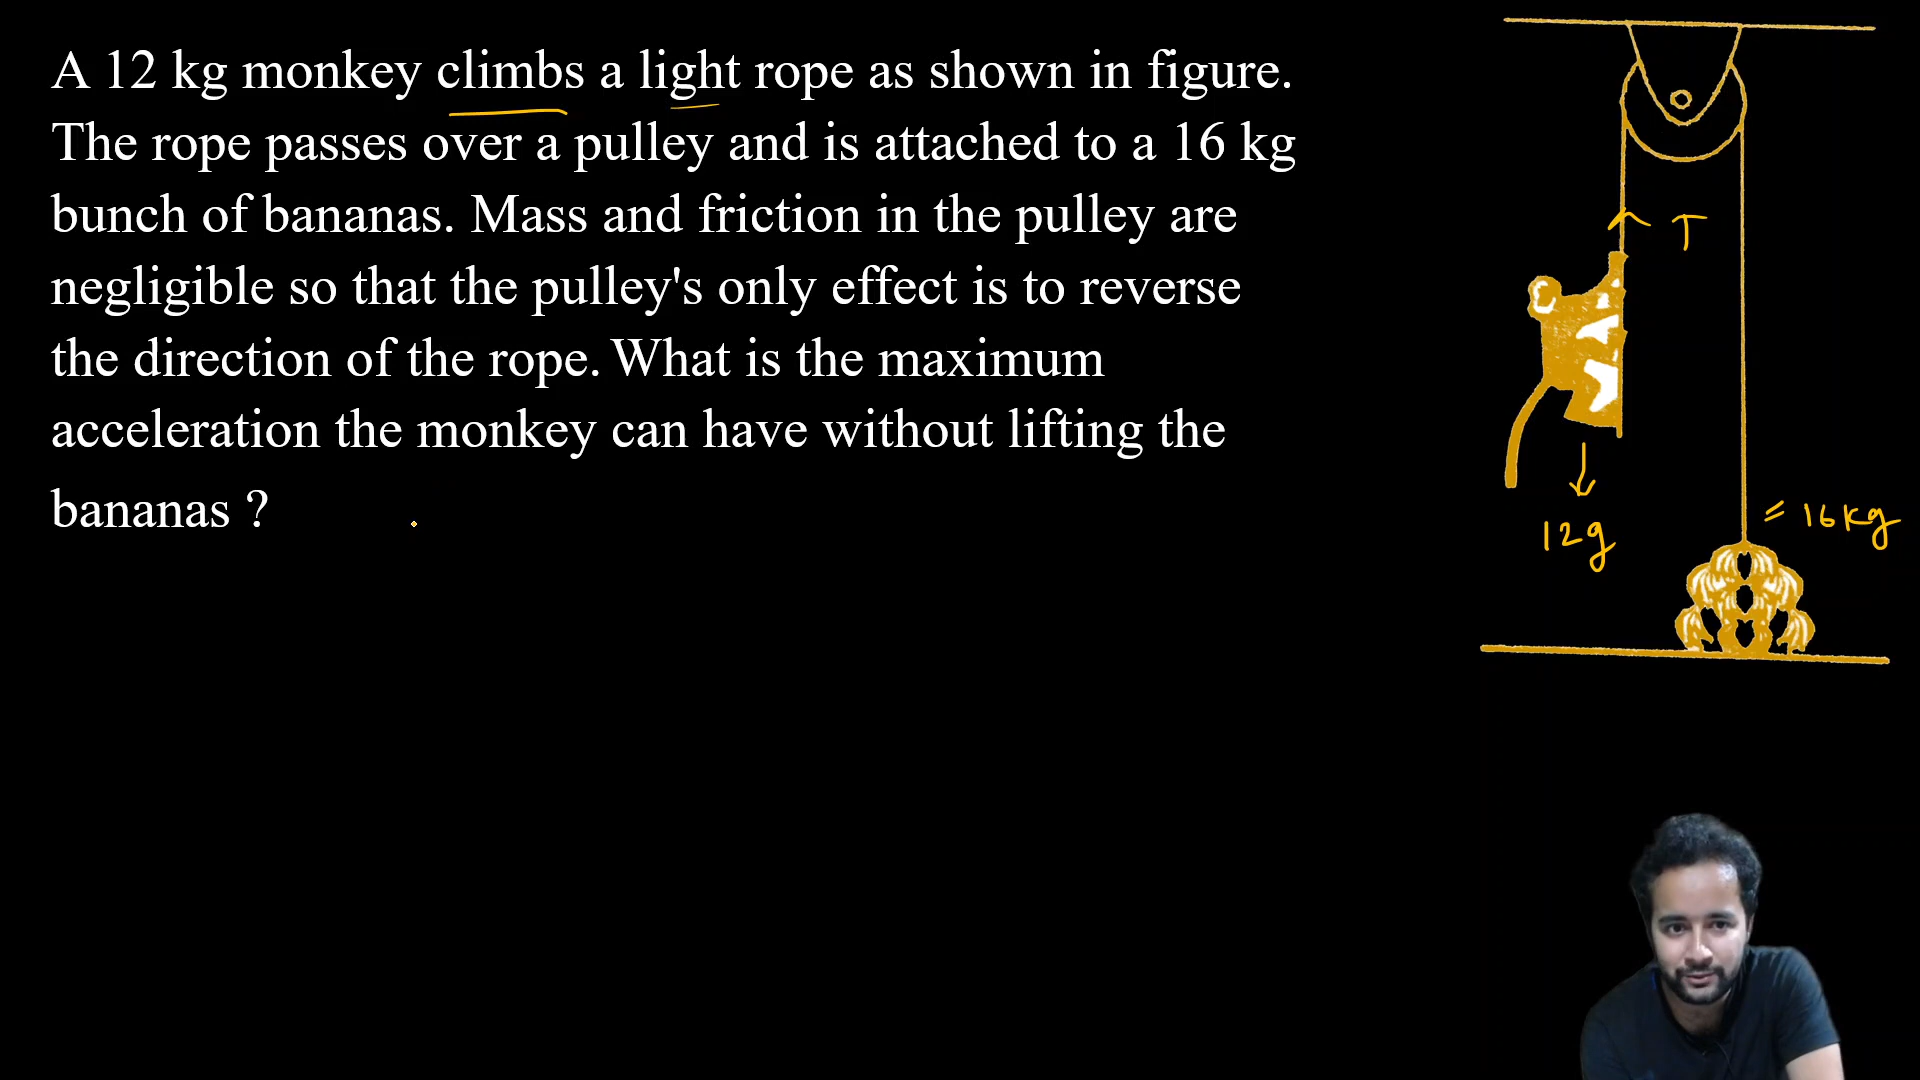 A 12 kg monkey climbs a light rope as shown in figure.
The rope passes over a pulley and is attached to a 16 kg
bunch of bananas. Mass and friction in the pulley are
negligible so that the pulley's only effect is to reverse
the direction of the rope. What is the maximum
acceleration the monkey can have without lifting the
bananas ?
T
12g
= 16kg